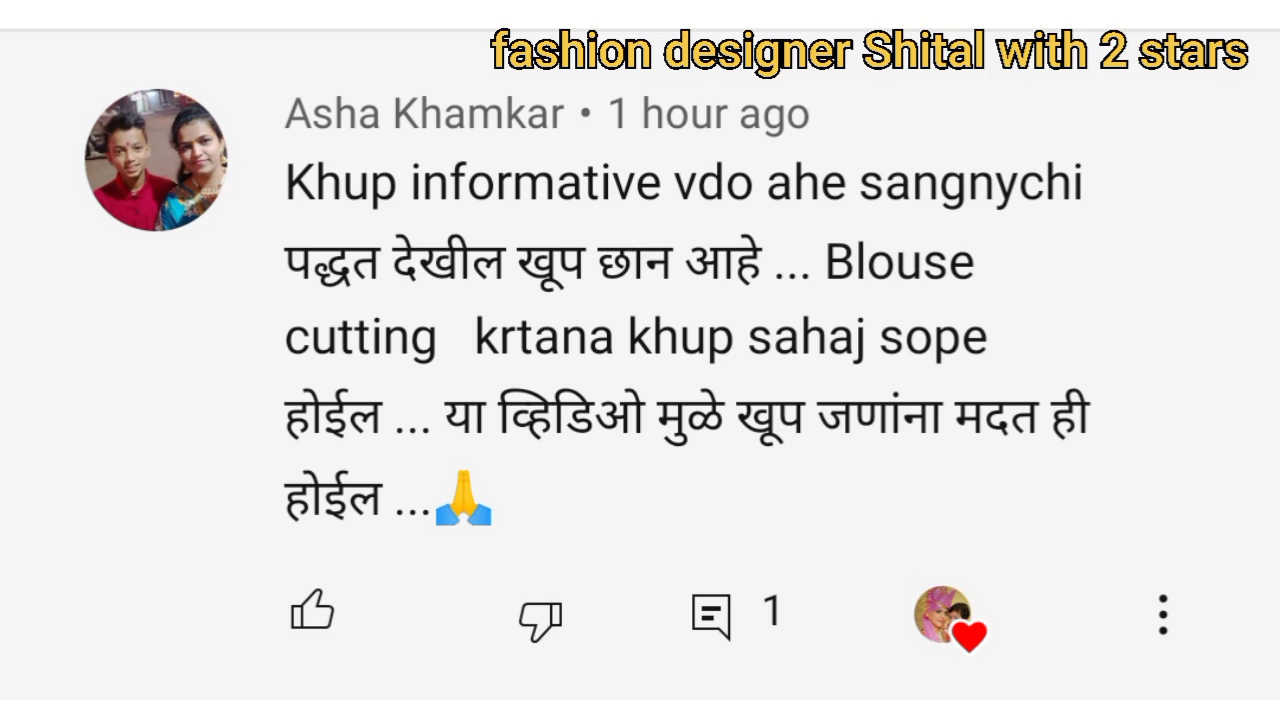 fashion designer Shital with 2 stars
Asha Khamkar • 1 hour ago
Khup informative vdo ahe sangnychi
पद्धत देखील खूप छान आहे ... Blouse
cutting krtana khup sahaj sope
होईल ... या व्हिडिओ मुळे खूप जणांना मदत ही
होईल ...🙏
1